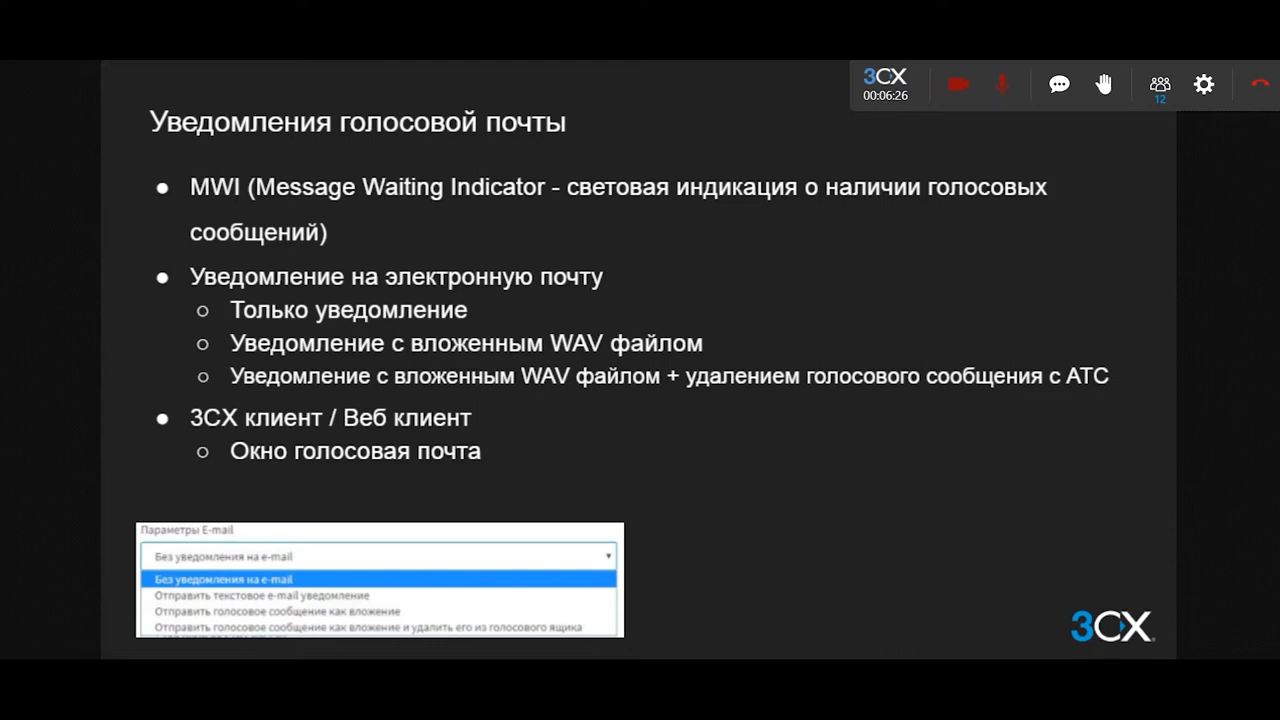 3CX
00:06:26
12
Уведомления голосовой почты
● MWI (Message Waiting Indicator - световая индикация о наличии голосовых
сообщений)
● Уведомление на электронную почту
○ Только уведомление
○ Уведомление с вложенным WAV файлом
○ Уведомление с вложенным WAV файлом + удалением голосового сообщения с АТС
● 3CX клиент / Веб клиент
○ Окно голосовая почта
Параметры E-mail
Без уведомления на e-mail
Без уведомления на e-mail
Отправить текстовое e-mail уведомление
Отправить голосовое сообщение как вложение
Отправить голосовое сообщение как вложение и удалить его из голосового ящика
3CX